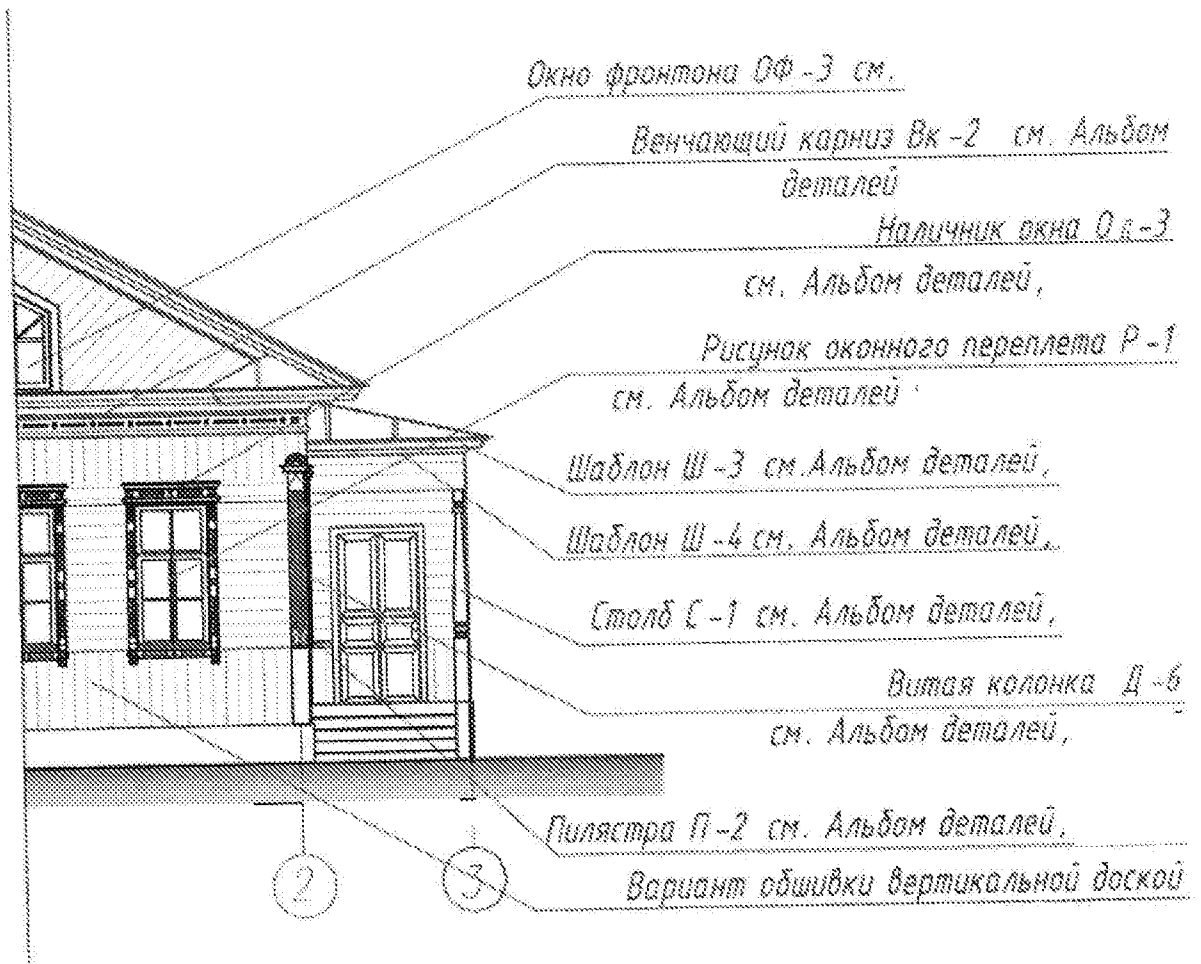 Окно фронтона ОФ-3 см.
Венчающий карниз Вк-2 см. Альбом
деталей
Наличник окна Од-3
см. Альбом деталей,
Рисунок оконного переплета Р-1
см. Альбом деталей
Шаблон Ш-3 см.Альбом деталей,
Шаблон Ш-4 см. Альбом деталей,
Столб С-1 см. Альбом деталей,
Витая колонка Д-6
см. Альбом деталей,
Пилястра П-2 см. Альбом деталей,
Вариант обшивки вертикальной доской
2
3